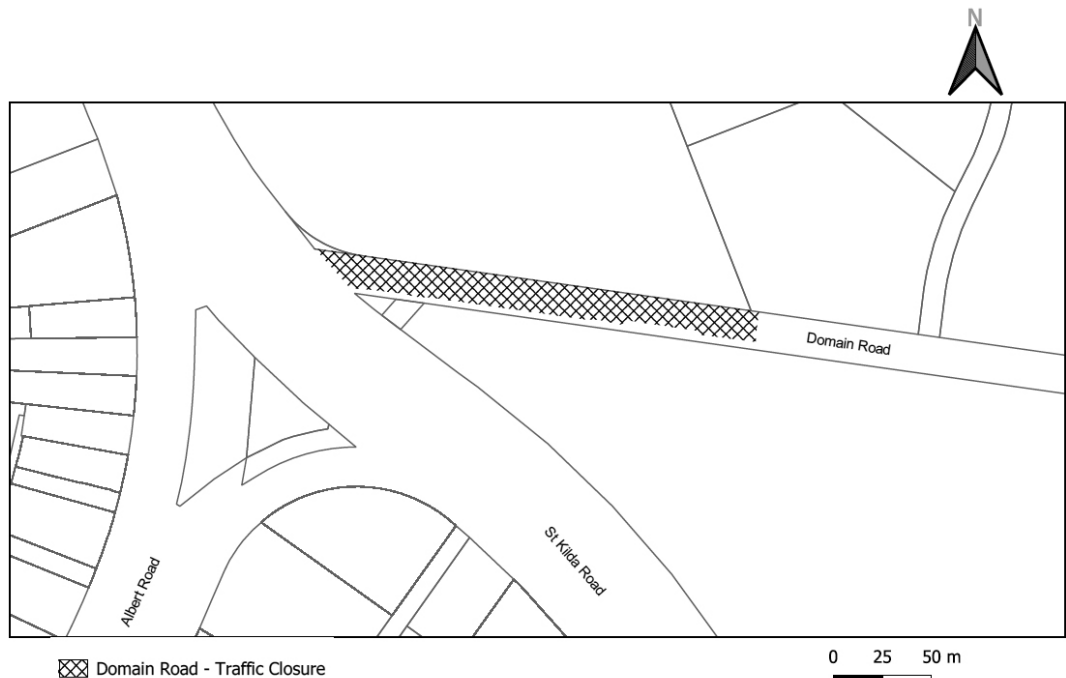 N
Domain Road
St Kilda Road
Albert Road
Domain Road - Traffic Closure
0 25 50 m